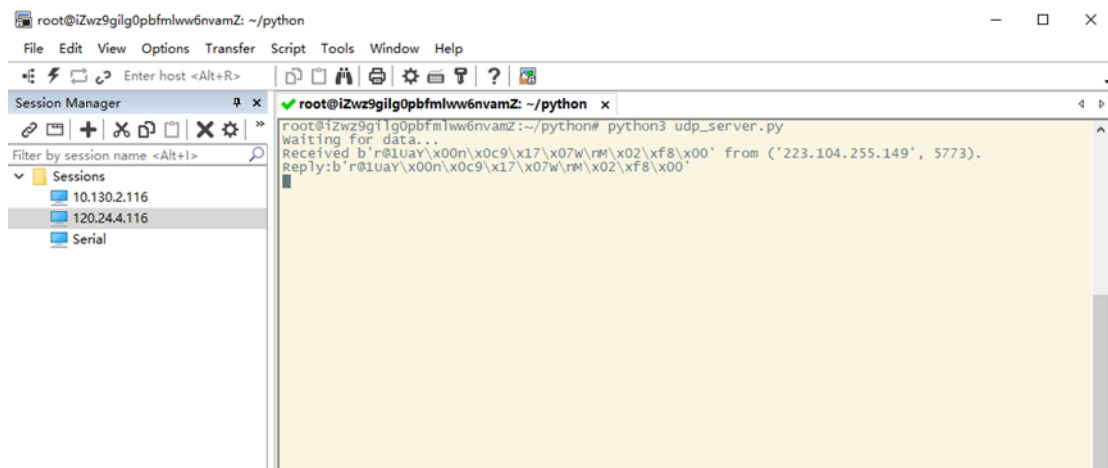 root@iZwz9gilg0pbfmlww6nvamZ: ~/python
File Edit View Options Transfer Script Tools Window Help
Enter host <Alt+R>
Session Manager
root@iZwz9gilg0pbfmlww6nvamZ: ~/python
Filter by session name <Alt+I>
Sessions
10.130.2.116
120.24.4.116
Serial
root@iZwz9gilg0pbfmlww6nvamZ:~/python# python3 udp_server.py
Waiting for data...
Received b'r@1UaY\x00n\x0c9\x17\x07w\nM\x02\xf8\x00' from ('223.104.255.149', 5773).
Reply:b'r@1UaY\x00n\x0c9\x17\x07w\nM\x02\xf8\x00'